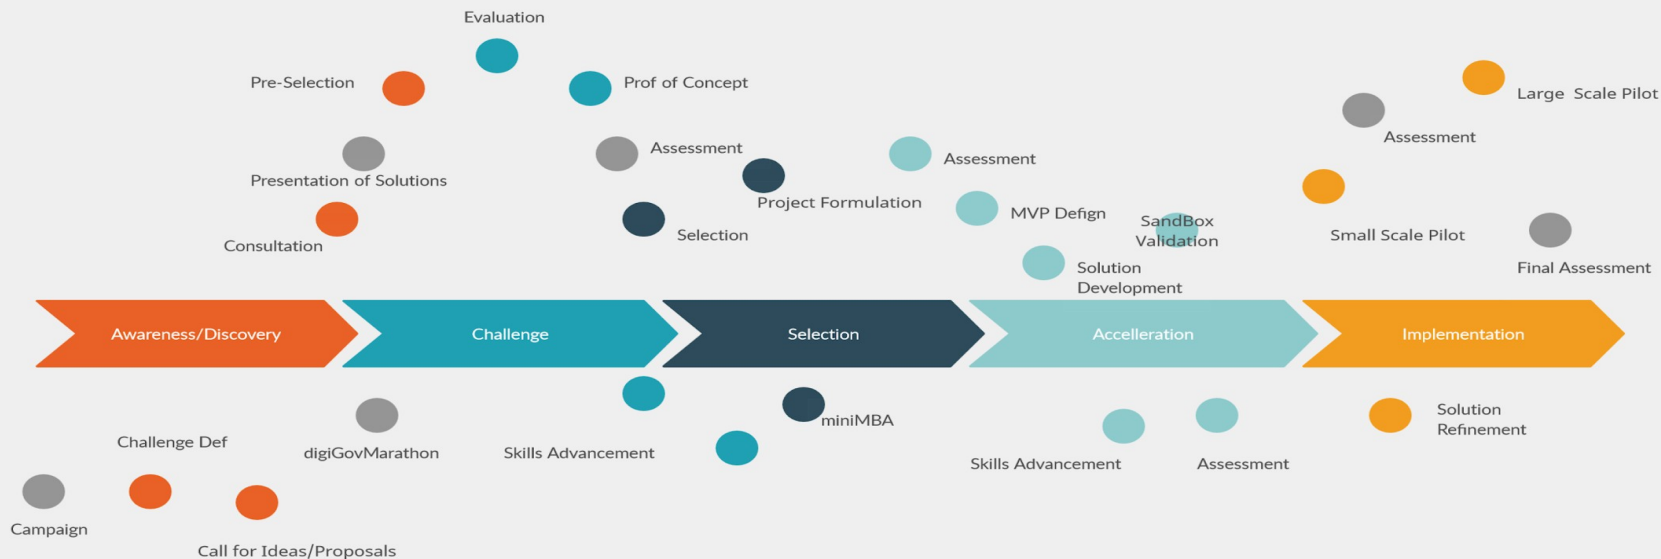 Evaluation
Pre-Selection
Prof of Concept
Large  Scale Pilot
Assessment
Assessment
Assessment
Presentation of Solutions
Project Formulation
MVP Defign
SandBox
Validation
Selection
Small Scale Pilot
Consultation
Solution
Development
Final Assessment
Awareness/Discovery
Challenge
Selection
Accelleration
Implementation
Solution
Refinement
miniMBA
Challenge Def
digiGovMarathon
Skills Advancement
Skills Advancement
Assessment
Campaign
Call for Ideas/Proposals